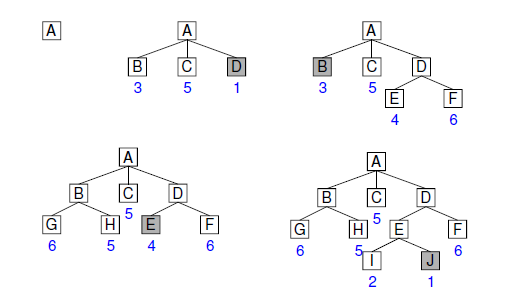 A A A
B C D B C D
3 5 1 3 5
E F
4 6
A A
B C D B C D
5 5
G H E F G H E F
6 5 4 6 6 5 6
I J
2 1